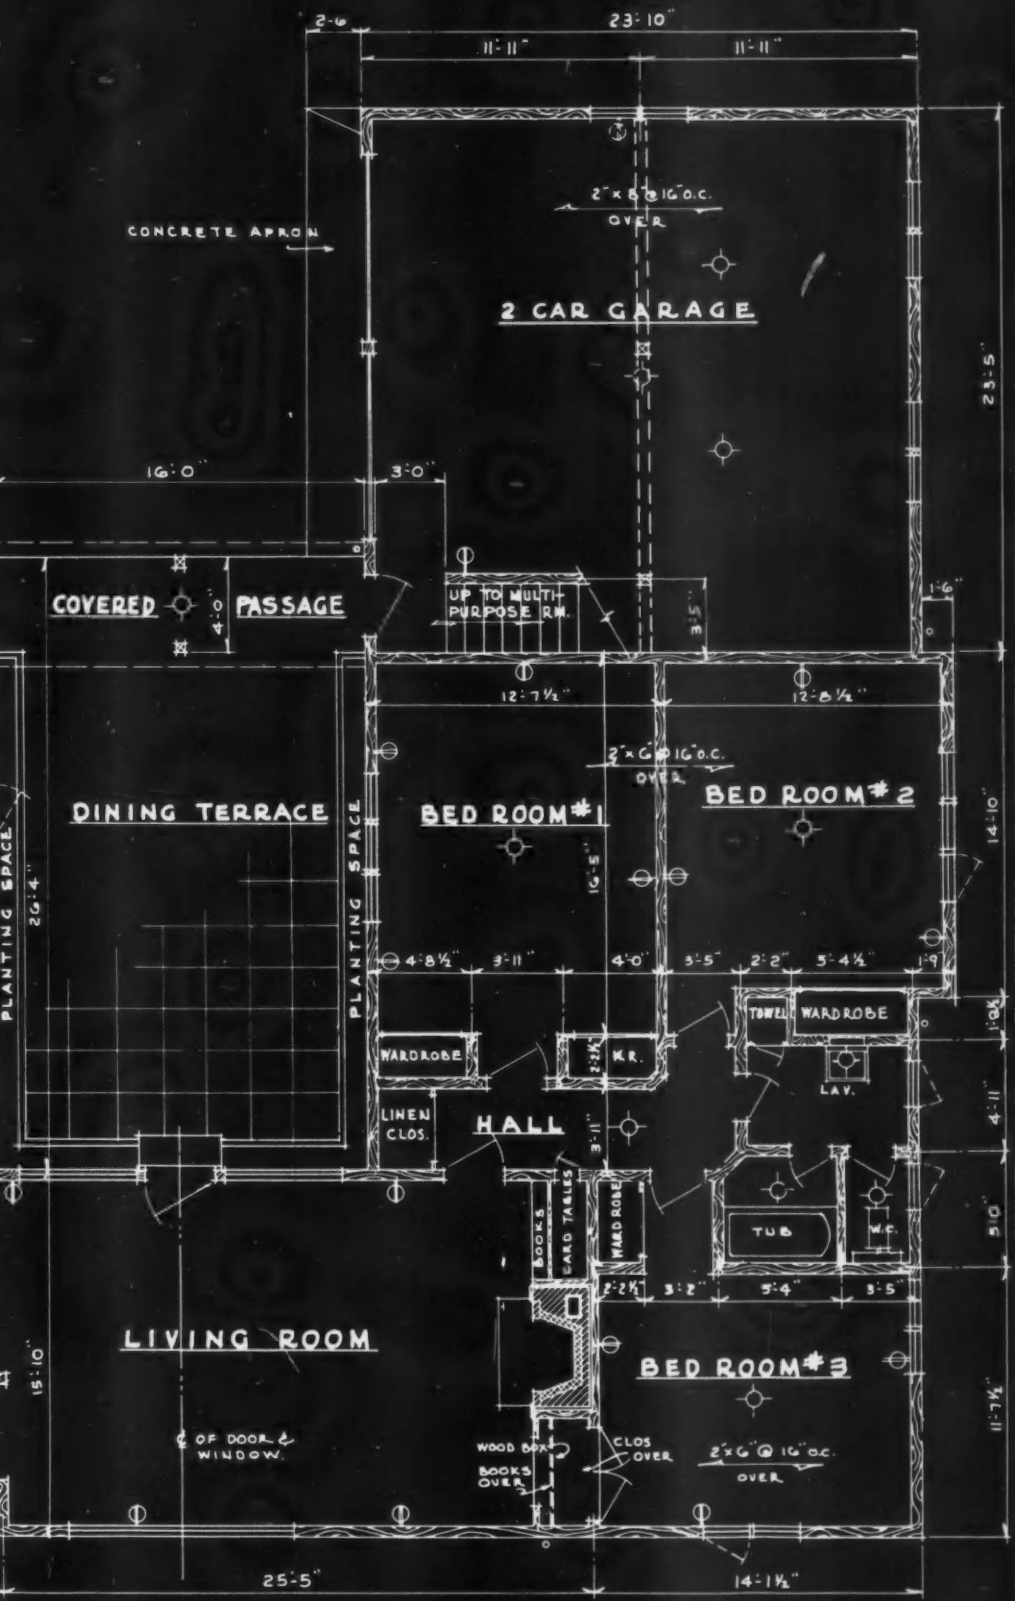 2-6
23'-10"
11'-11"
11'-11"
2" x 8" @ 16" O.C.
OVER
CONCRETE APRON
2 CAR GARAGE
23'-5"
16'-0"
3'-0"
COVERED
PASSAGE
4'-0"
UP TO MULTI-
PURPOSE RM.
3'-5"
1'-6"
12'-7½"
12'-8½"
2" x 6" @ 16" O.C.
OVER
DINING TERRACE
BED ROOM #1
BED ROOM #2
PLANTING SPACE
26'-4"
PLANTING SPACE
16'-5"
14'-10"
4'-8½"
3'-11"
4'-0"
3'-5"
2'-2"
5'-4½"
1'-9"
WARDROBE
2'-2½"
TOWEL
WARDROBE
LAV.
4'-11"
LINEN
CLOS.
HALL
3'-11"
BOOKS
CARD TABLES
WARDROBE
TUB
W.C.
2'-2½"
3'-2"
5'-4"
3'-5"
LIVING ROOM
BED ROOM #3
15'-10"
℄ OF DOOR &
WINDOW.
WOOD BOX
BOOKS
OVER
CLOS
OVER
2" x 6" @ 16" O.C.
OVER
11'-7½"
25'-5"
14'-1½"